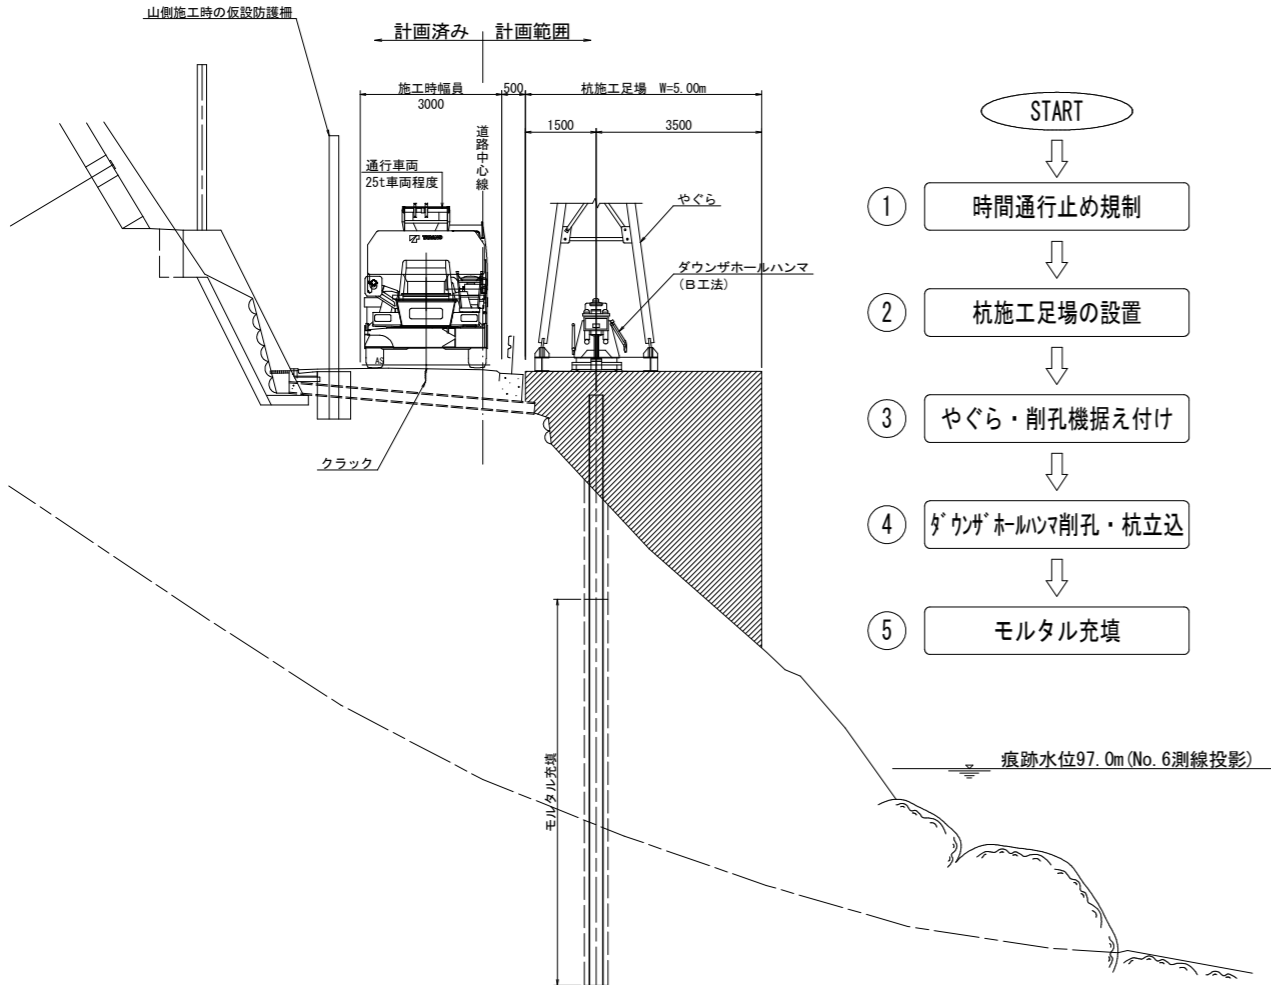 山側施工時の仮設防護柵
計画済み 計画範囲
施工時幅員
3000
500
杭施工足場 W=5.00m
1500
3500
道路中心線
通行車両
25t車両程度
やぐら
ダウンザホールハンマ
(B工法)
TADANO
AS
クラック
モルタル充填
START
① 時間通行止め規制
② 杭施工足場の設置
③ やぐら・削孔機据え付け
④ ダウンザホールハンマ削孔・杭立込
⑤ モルタル充填
痕跡水位97.0m(No.6測線投影)